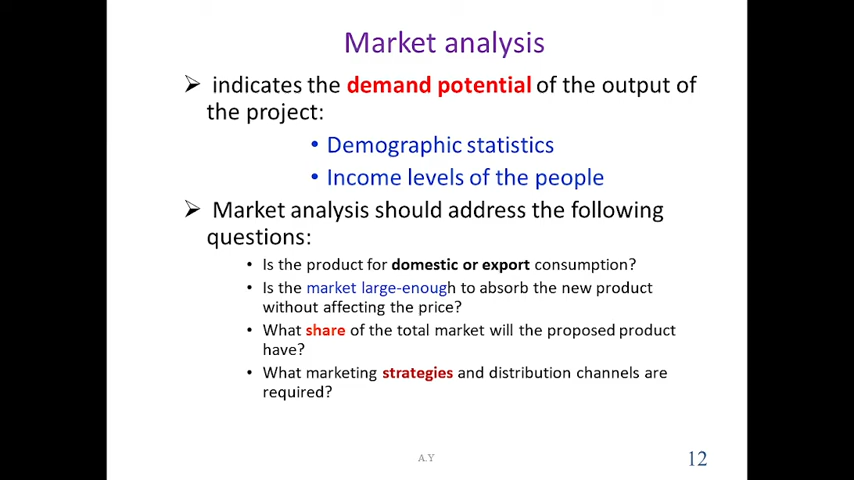 Market analysis
➢ indicates the demand potential of the output of
the project:
• Demographic statistics
• Income levels of the people
➢ Market analysis should address the following
questions:
• Is the product for domestic or export consumption?
• Is the market large-enough to absorb the new product
without affecting the price?
• What share of the total market will the proposed product
have?
• What marketing strategies and distribution channels are
required?
A.Y
12